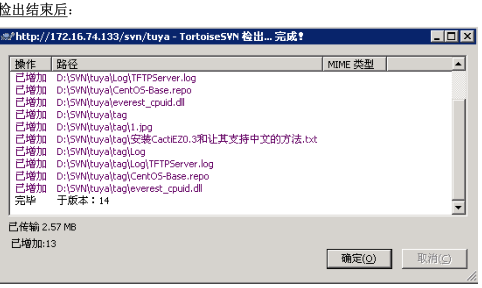 检出结束后:
http://172.16.74.133/svn/tuya - TortoiseSVN 检出... 完成!
操作 路径 MIME 类型
已增加 D:\SVN\tuya\Log\TFTPServer.log
已增加 D:\SVN\tuya\CentOS-Base.repo
已增加 D:\SVN\tuya\everest_cpuid.dll
已增加 D:\SVN\tuya\tag
已增加 D:\SVN\tuya\tag\1.jpg
已增加 D:\SVN\tuya\tag\安装CactiEZ0.3和让其支持中文的方法.txt
已增加 D:\SVN\tuya\tag\Log
已增加 D:\SVN\tuya\tag\Log\TFTPServer.log
已增加 D:\SVN\tuya\tag\CentOS-Base.repo
已增加 D:\SVN\tuya\tag\everest_cpuid.dll
完毕 于版本: 14
已传输 2.57 MB
已增加:13
确定(O) 取消(C)